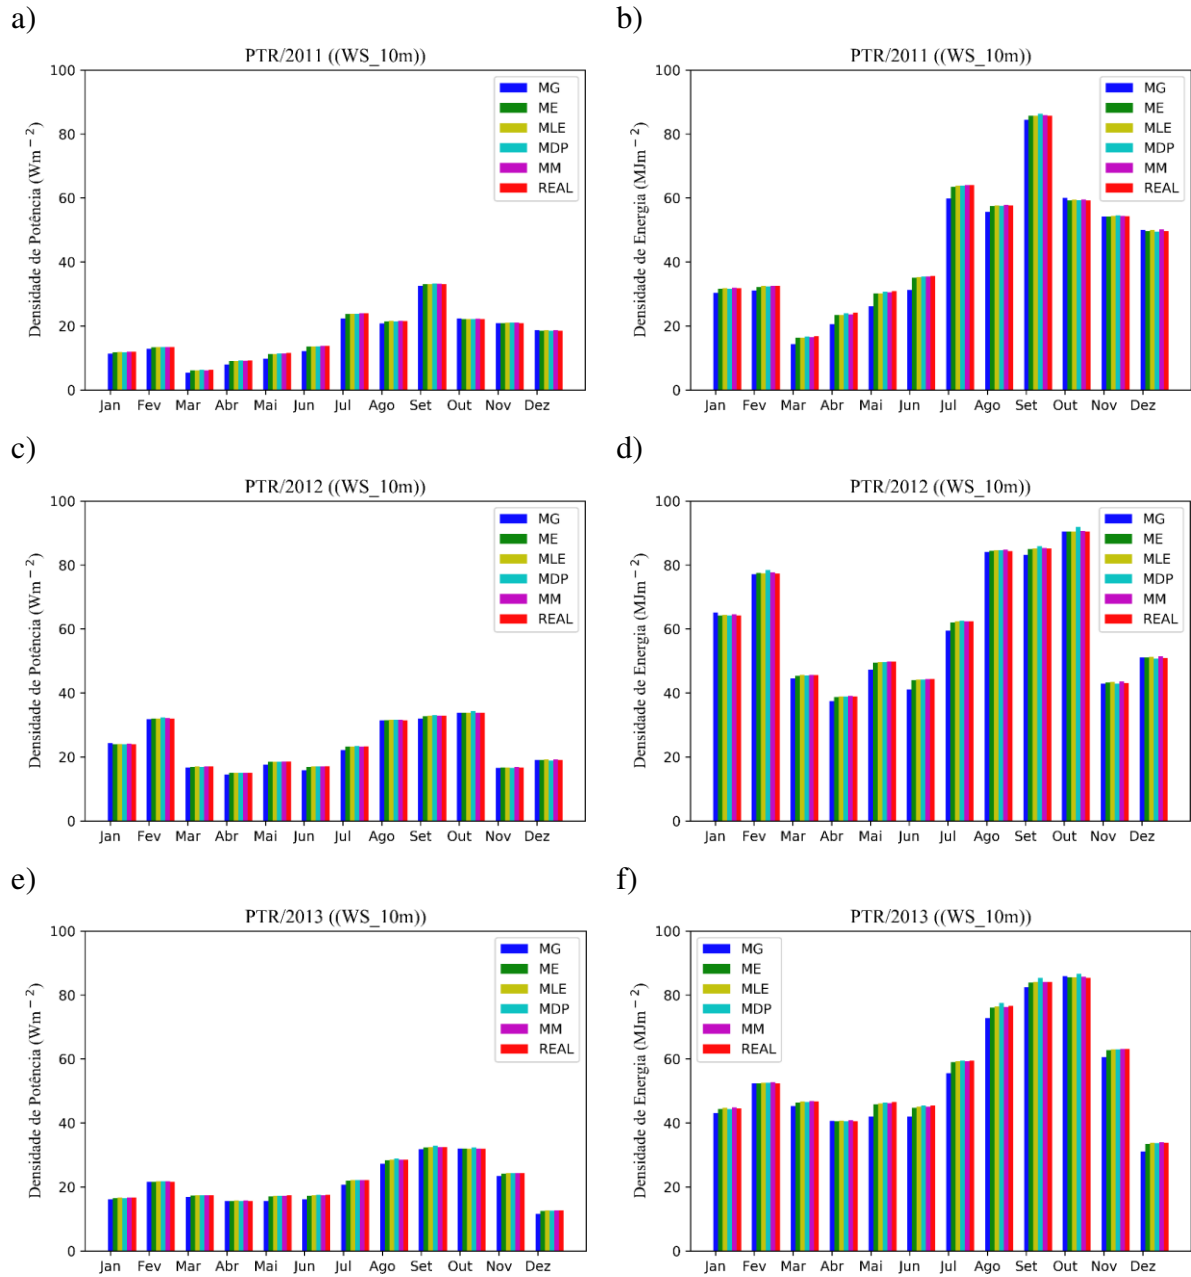 a)
PTR/2011 ((WS_10m))
Densidade de Potência (Wm⁻²)
100
80
60
40
20
0
MG
ME
MLE
MDP
MM
REAL
Jan Fev Mar Abr Mai Jun Jul Ago Set Out Nov Dez
b)
PTR/2011 ((WS_10m))
Densidade de Energia (MJm⁻²)
100
80
60
40
20
0
MG
ME
MLE
MDP
MM
REAL
Jan Fev Mar Abr Mai Jun Jul Ago Set Out Nov Dez
c)
PTR/2012 ((WS_10m))
Densidade de Potência (Wm⁻²)
100
80
60
40
20
0
MG
ME
MLE
MDP
MM
REAL
Jan Fev Mar Abr Mai Jun Jul Ago Set Out Nov Dez
d)
PTR/2012 ((WS_10m))
Densidade de Energia (MJm⁻²)
100
80
60
40
20
0
MG
ME
MLE
MDP
MM
REAL
Jan Fev Mar Abr Mai Jun Jul Ago Set Out Nov Dez
e)
PTR/2013 ((WS_10m))
Densidade de Potência (Wm⁻²)
100
80
60
40
20
0
MG
ME
MLE
MDP
MM
REAL
Jan Fev Mar Abr Mai Jun Jul Ago Set Out Nov Dez
f)
PTR/2013 ((WS_10m))
Densidade de Energia (MJm⁻²)
100
80
60
40
20
0
MG
ME
MLE
MDP
MM
REAL
Jan Fev Mar Abr Mai Jun Jul Ago Set Out Nov Dez